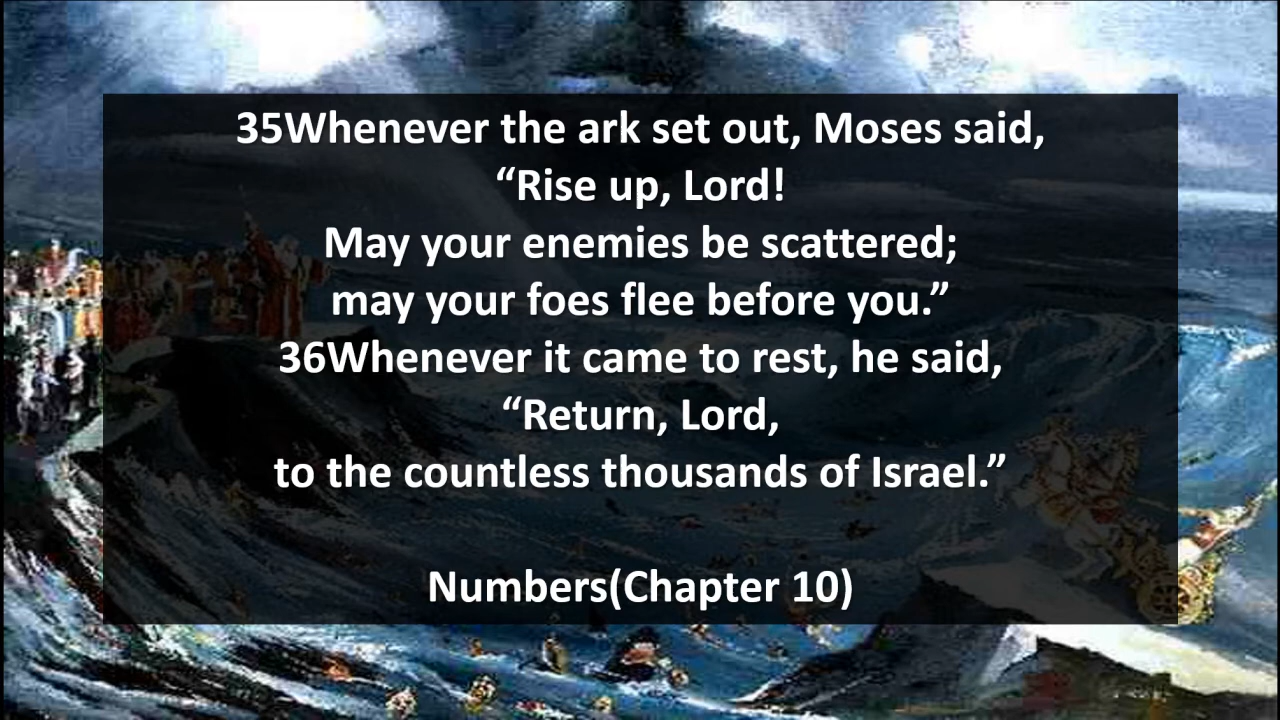 35Whenever the ark set out, Moses said,
“Rise up, Lord!
May your enemies be scattered;
may your foes flee before you.”
36Whenever it came to rest, he said,
“Return, Lord,
to the countless thousands of Israel.”
Numbers(Chapter 10)